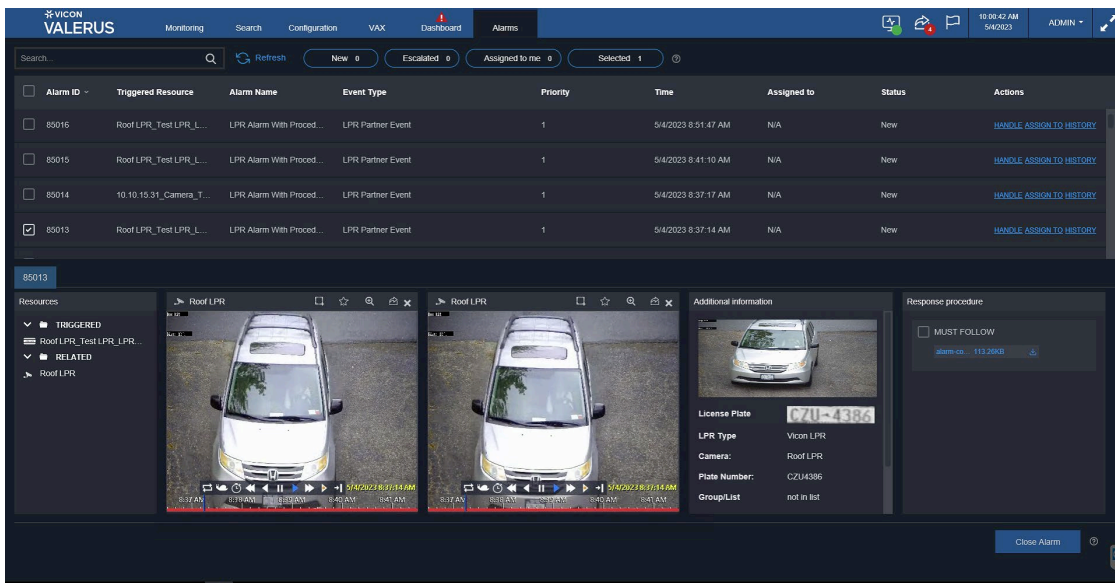 VICON
VALERUS
Monitoring
Search
Configuration
VAX
Dashboard
Alarms
4
10:00:42 AM
5/4/2023
ADMIN
Search...
Refresh
New 0
Escalated 0
Assigned to me 0
Selected 1
Alarm ID Triggered Resource Alarm Name Event Type Priority Time Assigned to Status Actions
85016 Roof LPR_Test LPR_L... LPR Alarm With Proced... LPR Partner Event 1 5/4/2023 8:51:47 AM N/A New HANDLE ASSIGN TO HISTORY
85015 Roof LPR_Test LPR_L... LPR Alarm With Proced... LPR Partner Event 1 5/4/2023 8:41:10 AM N/A New HANDLE ASSIGN TO HISTORY
85014 10.10.15.31_Camera_T... LPR Alarm With Proced... LPR Partner Event 1 5/4/2023 8:37:17 AM N/A New HANDLE ASSIGN TO HISTORY
85013 Roof LPR_Test LPR_L... LPR Alarm With Proced... LPR Partner Event 1 5/4/2023 8:37:14 AM N/A New HANDLE ASSIGN TO HISTORY
85013
Resources
TRIGGERED
Roof LPR_Test LPR_LPR...
RELATED
Roof LPR
Roof LPR
5/4/2023 8:37:14 AM
8:37 AM 8:38 AM 8:39 AM 8:40 AM 8:41 AM
Roof LPR
5/4/2023 8:37:14 AM
8:37 AM 8:38 AM 8:39 AM 8:40 AM 8:41 AM
Additional information
License Plate CZU-4386
LPR Type Vicon LPR
Camera: Roof LPR
Plate Number: CZU4386
Group/List not in list
Response procedure
MUST FOLLOW
alarm-co... 113.26KB
Close Alarm